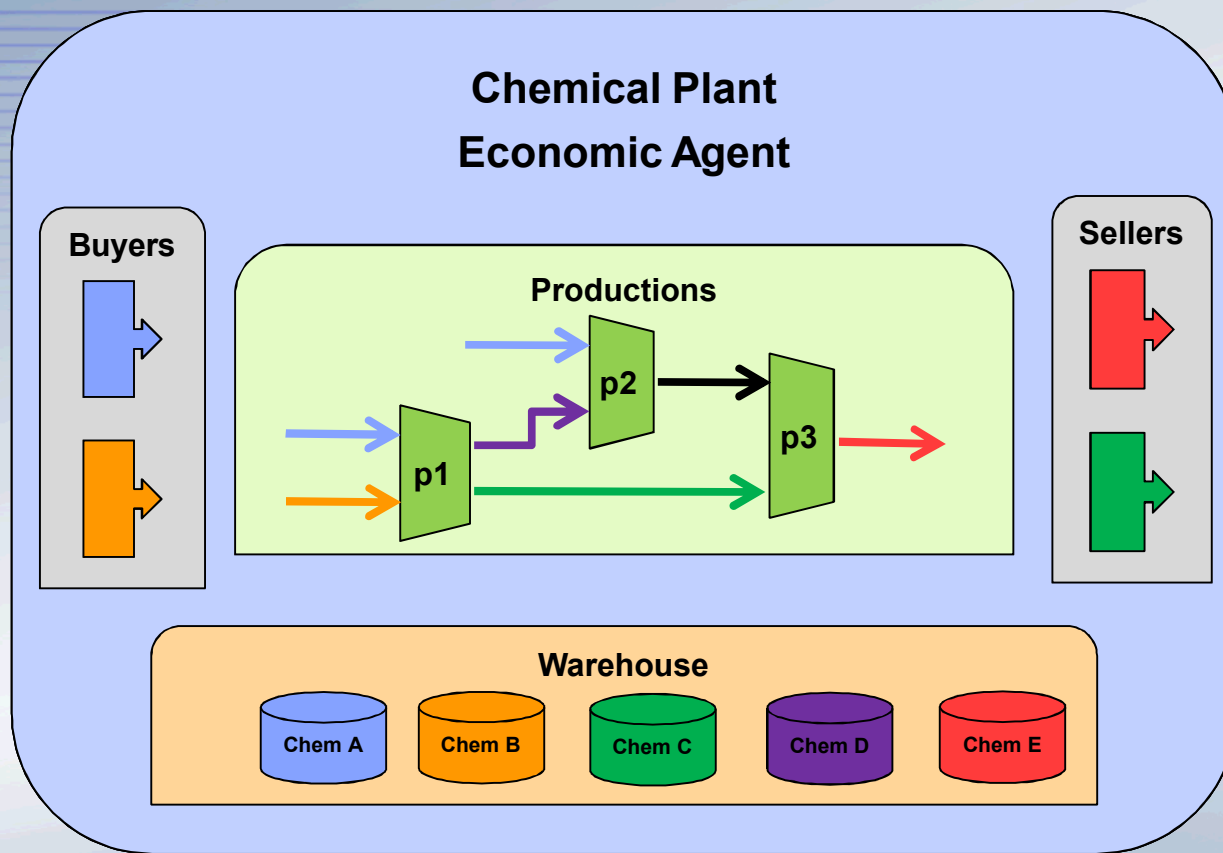 Chemical Plant
Economic Agent
Buyers
Sellers
Productions
p1
p2
p3
Warehouse
Chem A
Chem B
Chem C
Chem D
Chem E